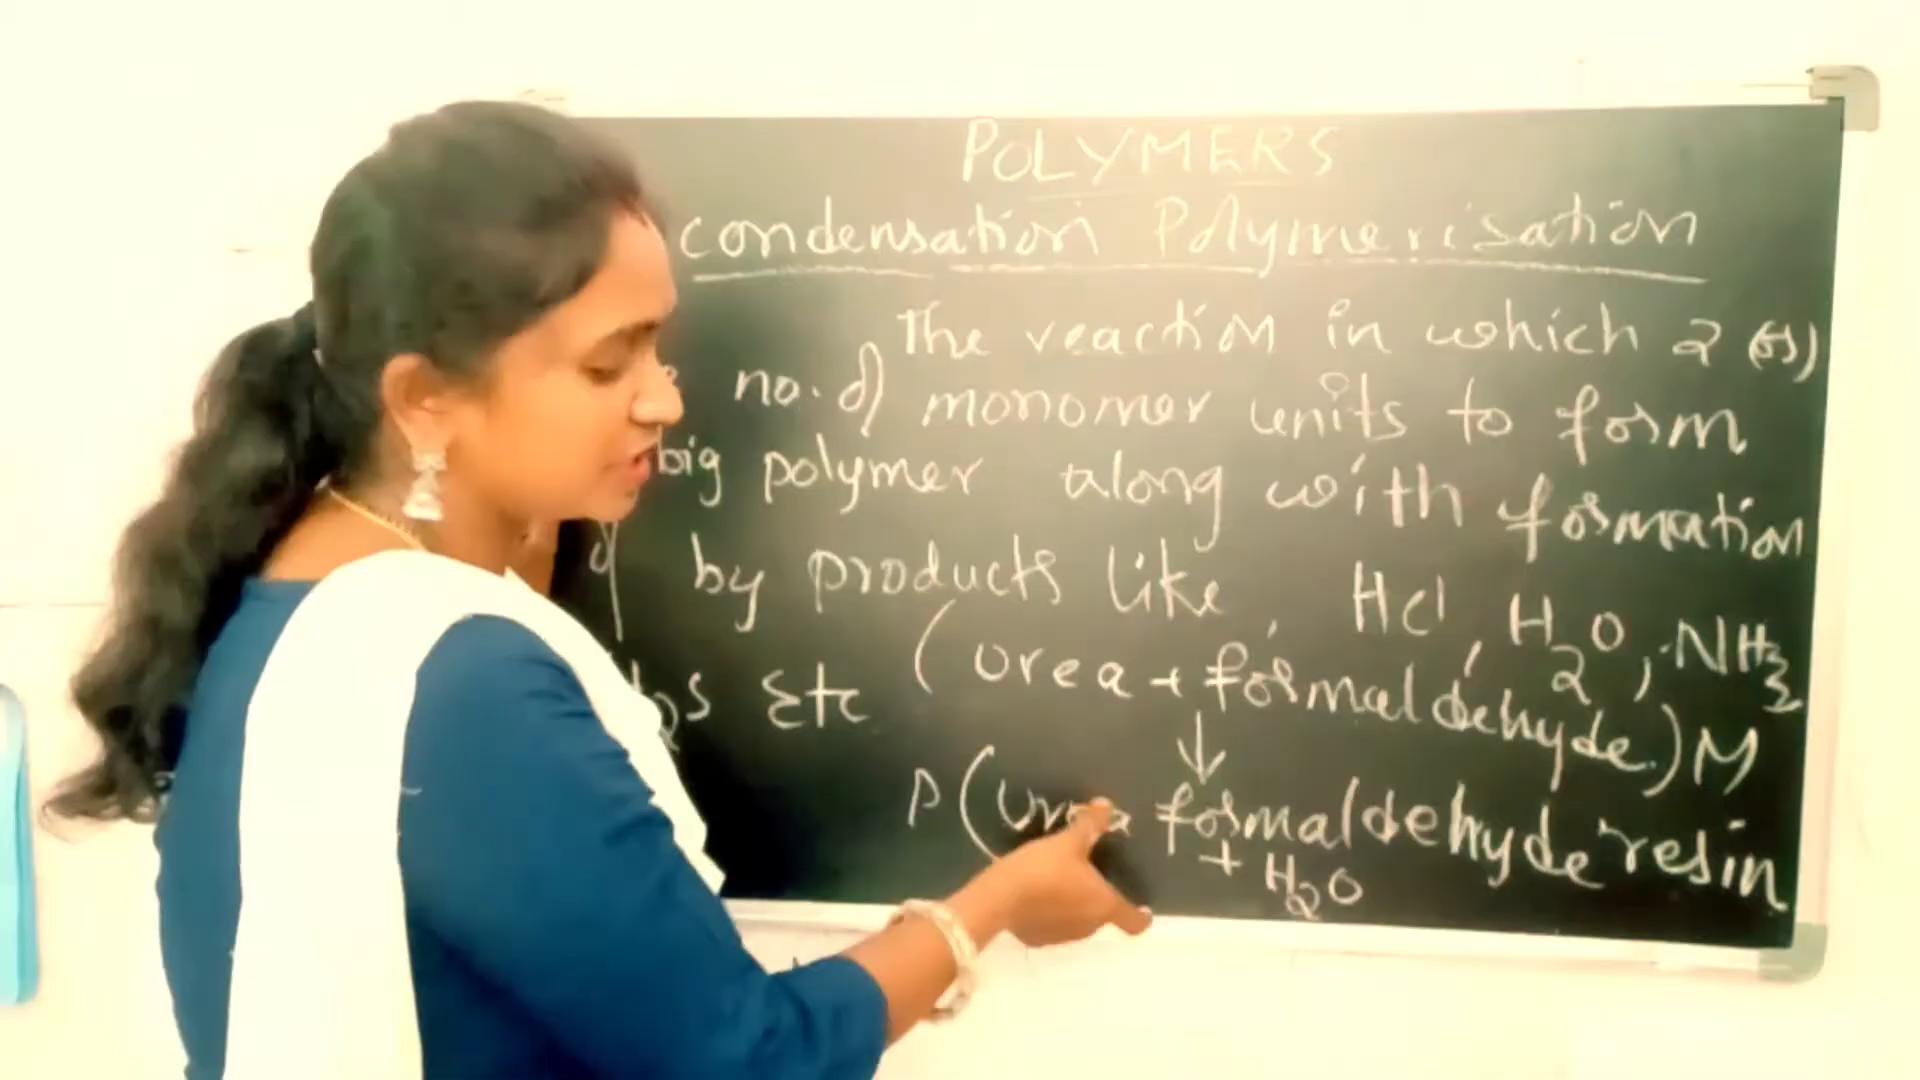 POLYMERS
condensation Polymerisation
The reaction in which 2 (or)
no. of monomer units to form
big polymer along with formation
of by products like, HCl, H2O, NH3
Etc (Urea + formaldehyde) M
↓
P (Urea formaldehyde resin
+ H2O